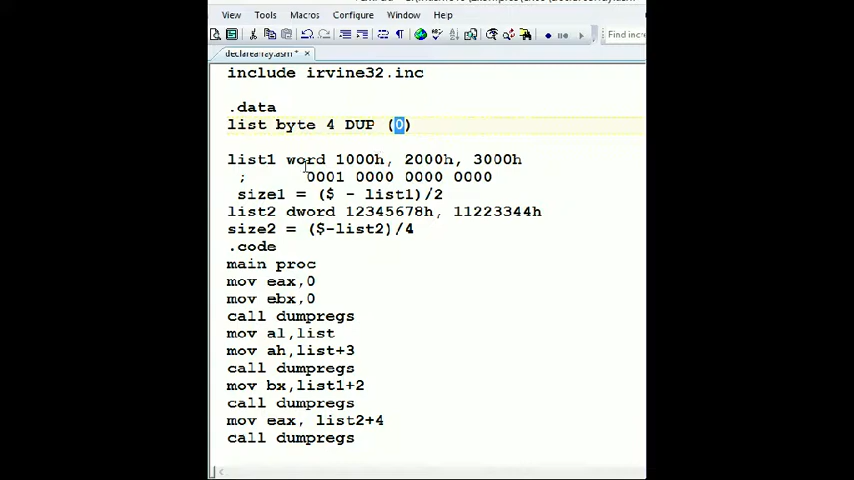 View Tools Macros Configure Window Help
Find incre
declarearray.asm *
include irvine32.inc
.data
list byte 4 DUP (0)
list1 word 1000h, 2000h, 3000h
; 0001 0000 0000 0000
size1 = ($ - list1)/2
list2 dword 12345678h, 11223344h
size2 = ($-list2)/4
.code
main proc
mov eax,0
mov ebx,0
call dumpregs
mov al,list
mov ah,list+3
call dumpregs
mov bx,list1+2
call dumpregs
mov eax, list2+4
call dumpregs